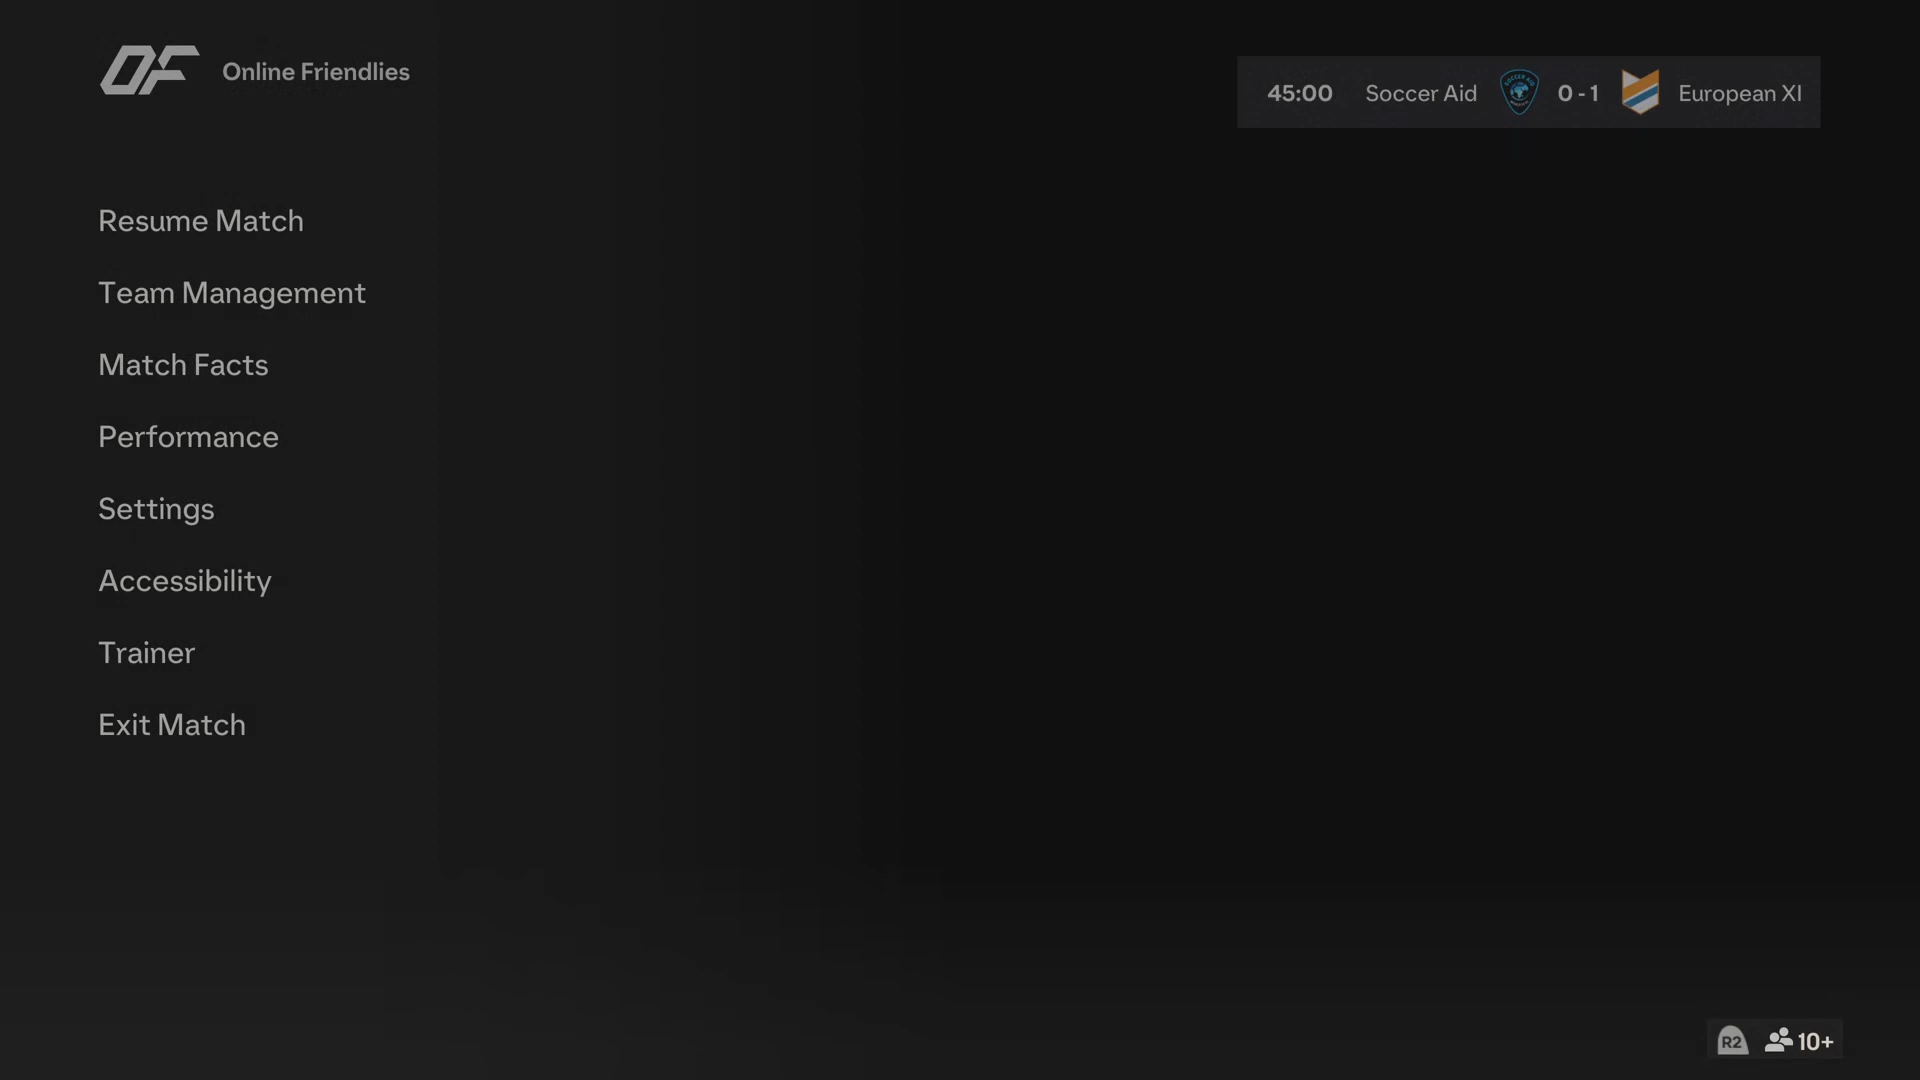 OF Online Friendlies
45:00 Soccer Aid 0 - 1 European XI
Resume Match
Team Management
Match Facts
Performance
Settings
Accessibility
Trainer
Exit Match
R2 10+